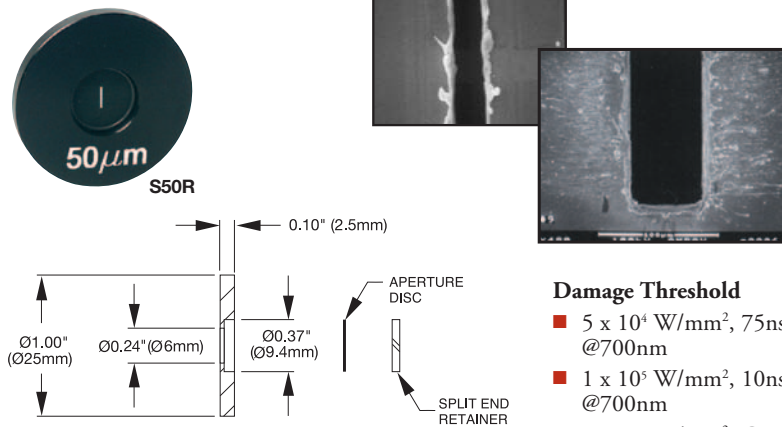 50µm
S50R
0.10" (2.5mm)
APERTURE
DISC
Ø1.00"
(Ø25mm)
Ø0.24"(Ø6mm)
Ø0.37"
(Ø9.4mm)
SPLIT END
RETAINER
Damage Threshold
5 x 10⁴ W/mm², 75ns
@700nm
1 x 10⁵ W/mm², 10ns
@700nm